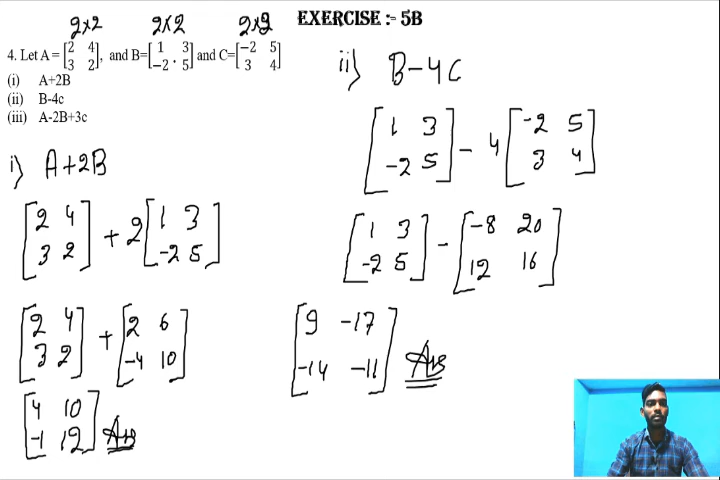 2×2 2×2 2×2 EXERCISE :- 5B
4. Let A = [2 4
3 2], and B=[1 3
-2 5] and C=[-2 5
3 4]
(i) A+2B
(ii) B-4c
(iii) A-2B+3c
i) A+2B
[2 4
3 2] + 2[1 3
-2 5]
[2 4
3 2] + [2 6
-4 10]
[4 10
-1 12] Ans
ii) B-4C
[1 3
-2 5] - 4[-2 5
3 4]
[1 3
-2 5] - [-8 20
12 16]
[9 -17
-14 -11] Ans